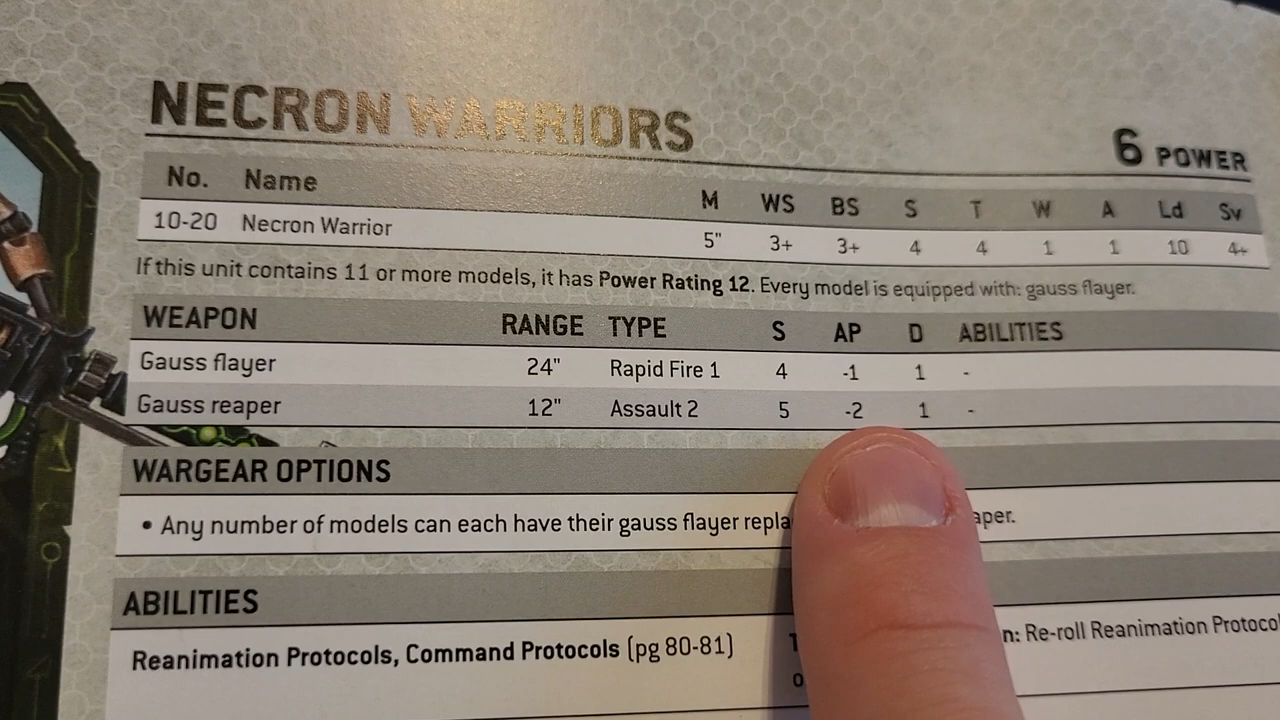 NECRON WARRIORS
6 POWER
No. Name M WS BS S T W A Ld Sv
10-20 Necron Warrior 5" 3+ 3+ 4 4 1 1 10 4+
If this unit contains 11 or more models, it has Power Rating 12. Every model is equipped with: gauss flayer.
WEAPON RANGE TYPE S AP D ABILITIES
Gauss flayer 24" Rapid Fire 1 4 -1 1 -
Gauss reaper 12" Assault 2 5 -2 1 -
WARGEAR OPTIONS
• Any number of models can each have their gauss flayer repla aper.
ABILITIES
Reanimation Protocols, Command Protocols (pg 80-81) n: Re-roll Reanimation Protoco